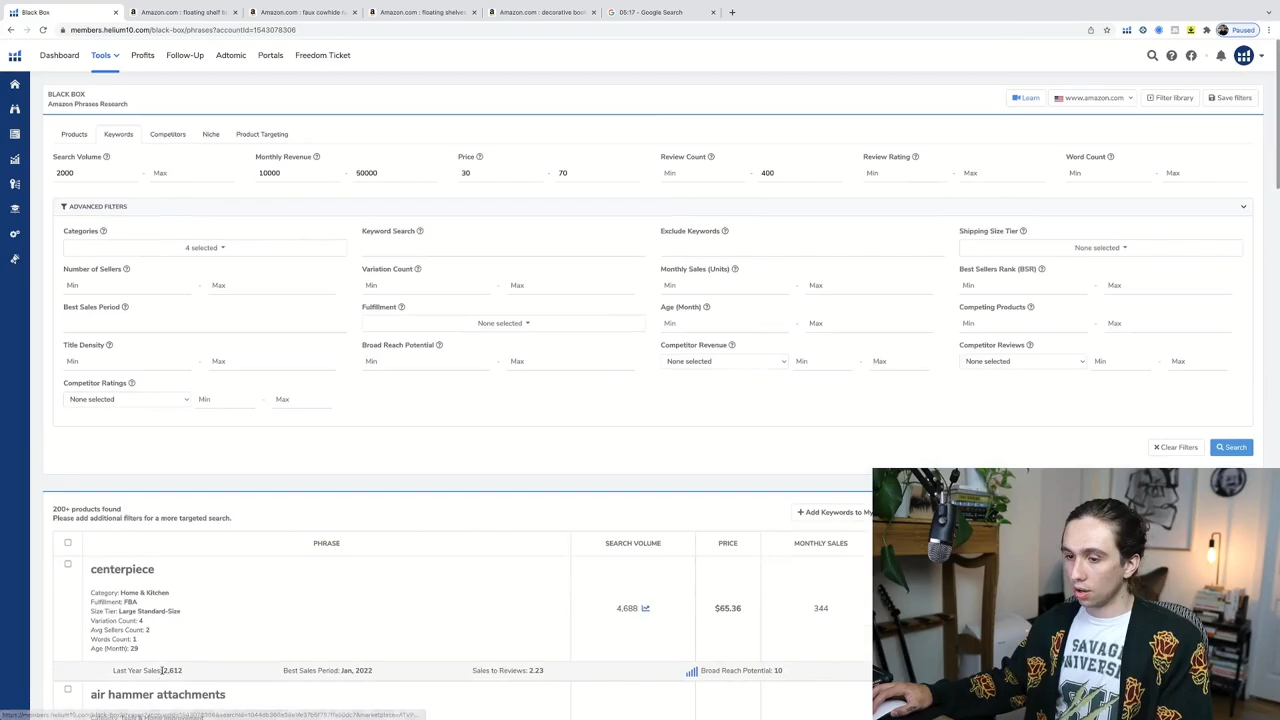 Black Box
Amazon.com : floating shelf b
Amazon.com : faux cowhide r
Amazon.com : floating shelves
Amazon.com : decorative boo
05:17 - Google Search
members.helium10.com/black-box/phrases?accountId=1543078306
Paused
Dashboard Tools Profits Follow-Up Adtomic Portals Freedom Ticket
BLACK BOX
Amazon Phrases Research
Learn www.amazon.com Filter library Save filters
Products Keywords Competitors Niche Product Targeting
Search Volume Monthly Revenue Price Review Count Review Rating Word Count
2000 - Max 10000 - 50000 30 - 70 Min - 400 Min - Max Min - Max
ADVANCED FILTERS
Categories Keyword Search Exclude Keywords Shipping Size Tier
4 selected None selected
Number of Sellers Variation Count Monthly Sales (Units) Best Sellers Rank (BSR)
Min - Max Min - Max Min - Max Min - Max
Best Sales Period Fulfillment Age (Month) Competing Products
None selected Min - Max Min - Max
Title Density Broad Reach Potential Competitor Revenue Competitor Reviews
Min - Max Min - Max None selected Min - Max None selected Min - Max
Competitor Ratings
None selected Min - Max
Clear Filters Search
200+ products found
Please add additional filters for a more targeted search.
+ Add Keywords to My
PHRASE SEARCH VOLUME PRICE MONTHLY SALES
centerpiece
Category: Home & Kitchen
Fulfillment: FBA
Size Tier: Large Standard-Size
Variation Count: 4
Avg Sellers Count: 2
Words Count: 1
Age (Month): 29
4,688 $65.36 344
Last Year Sales: 2,612 Best Sales Period: Jan, 2022 Sales to Reviews: 2.23 Broad Reach Potential: 10
air hammer attachments
SAVAGE
UNIVERS